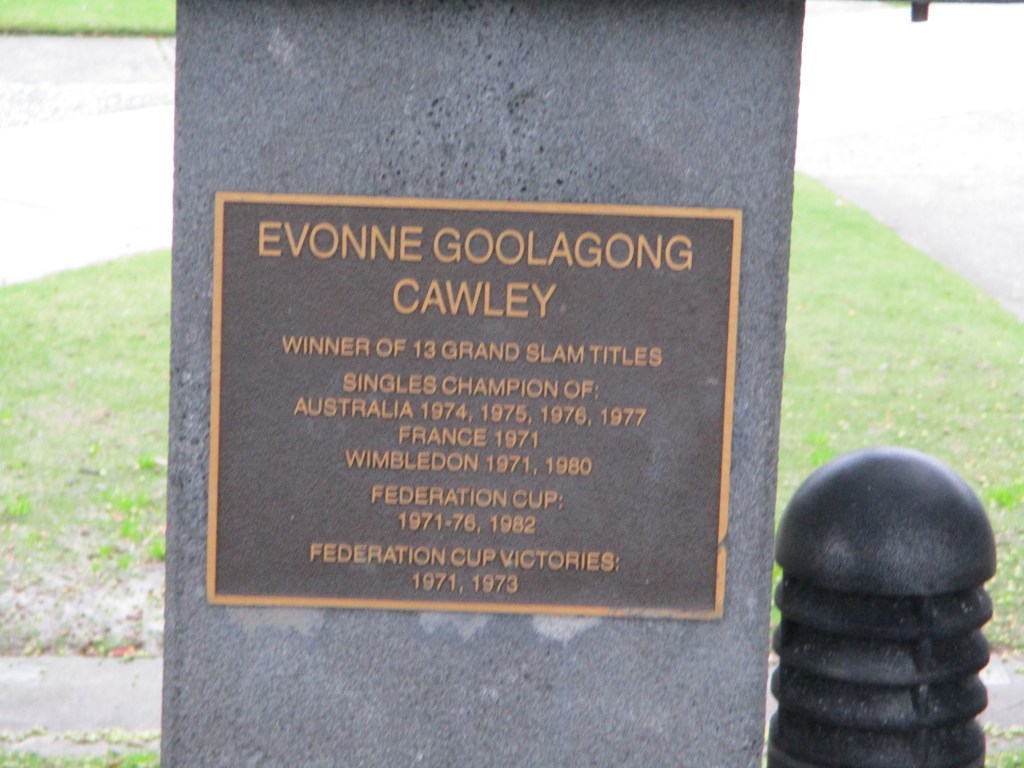 EVONNE GOOLAGONG
CAWLEY
WINNER OF 13 GRAND SLAM TITLES
SINGLES CHAMPION OF:
AUSTRALIA 1974, 1975, 1976, 1977
FRANCE 1971
WIMBLEDON 1971, 1980
FEDERATION CUP:
1971-76, 1982
FEDERATION CUP VICTORIES:
1971, 1973